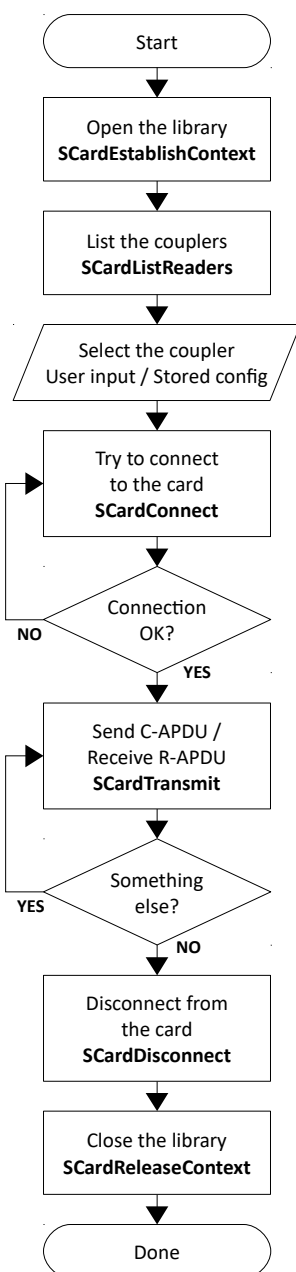 Start
Open the library
SCardEstablishContext
List the couplers
SCardListReaders
Select the coupler
User input / Stored config
Try to connect
to the card
SCardConnect
Connection
OK?
NO
YES
Send C-APDU /
Receive R-APDU
SCardTransmit
Something
else?
YES
NO
Disconnect from
the card
SCardDisconnect
Close the library
SCardReleaseContext
Done